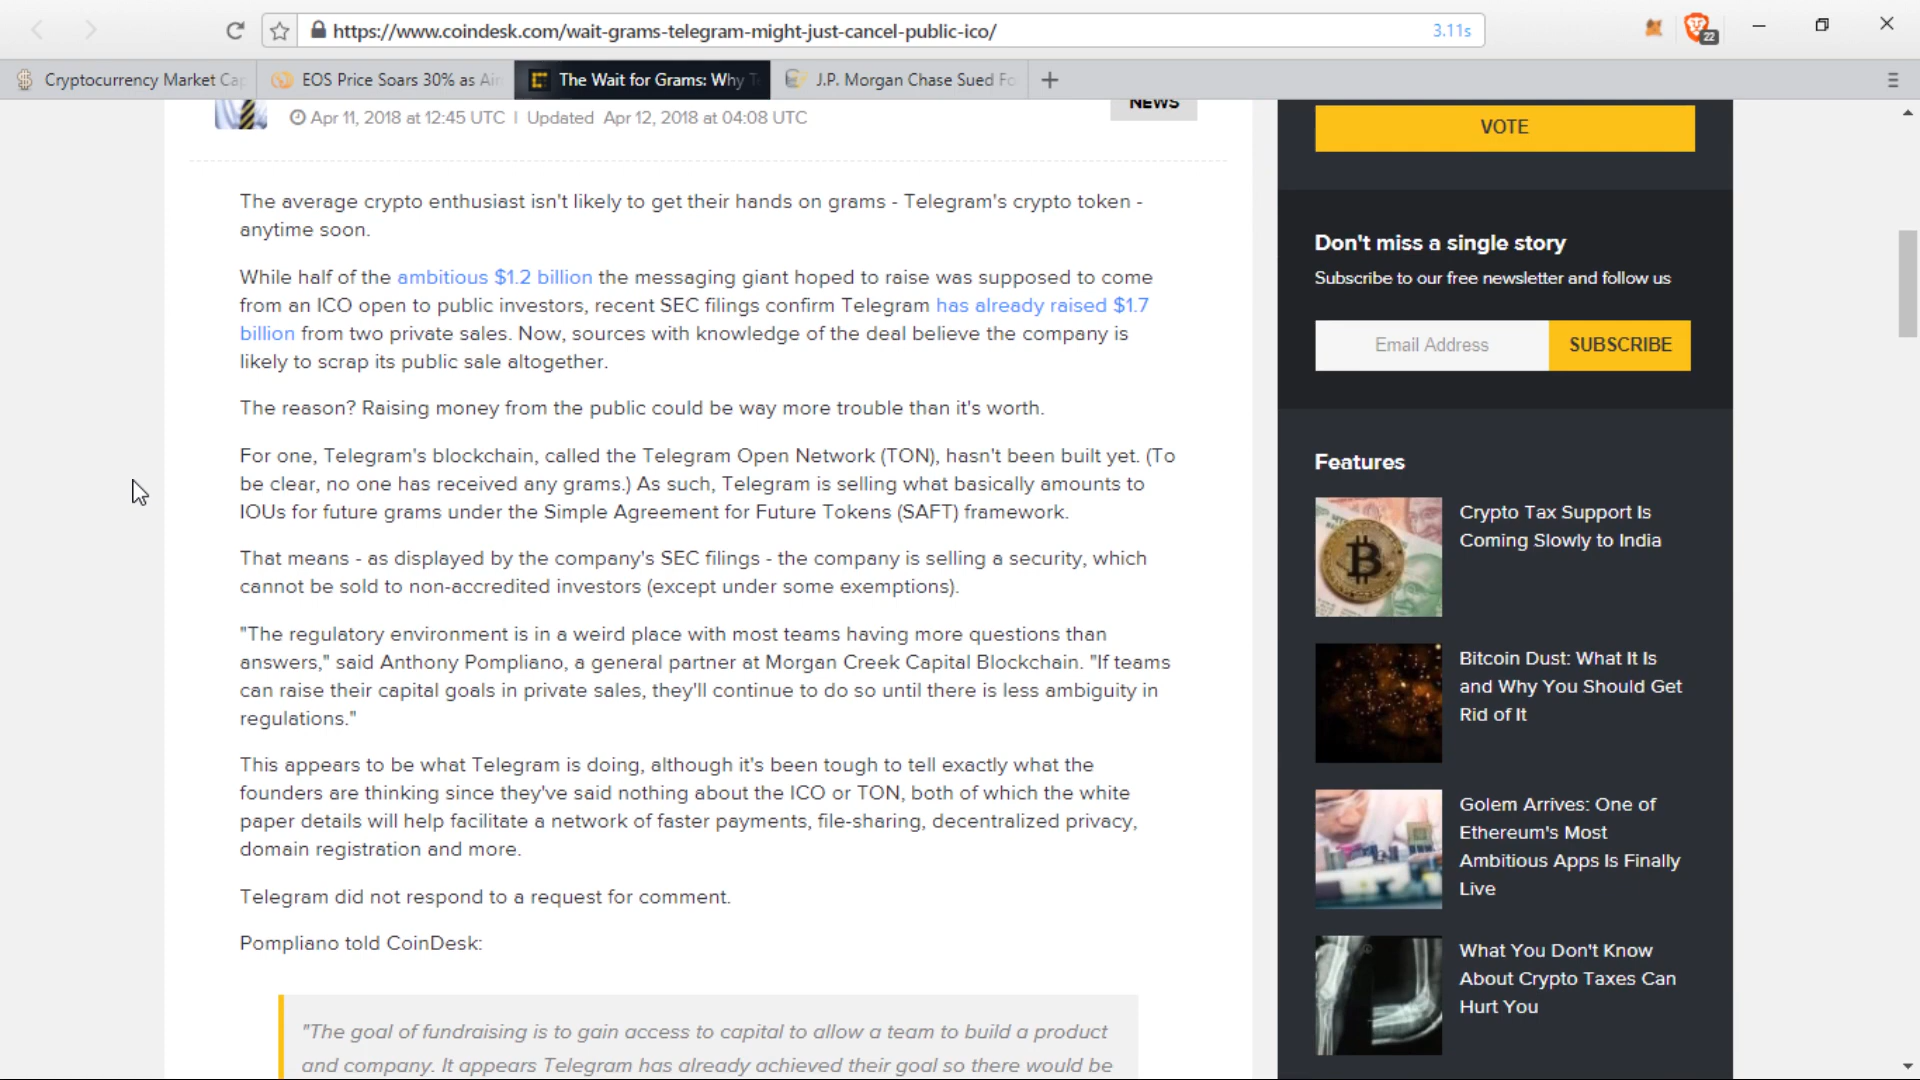 https://www.coindesk.com/wait-grams-telegram-might-just-cancel-public-ico/
3.11s
22
Cryptocurrency Market Cap
EOS Price Soars 30% as Air
The Wait for Grams: Why T
J.P. Morgan Chase Sued Fo
Apr 11, 2018 at 12:45 UTC | Updated Apr 12, 2018 at 04:08 UTC
NEWS
The average crypto enthusiast isn't likely to get their hands on grams - Telegram's crypto token -
anytime soon.
While half of the ambitious $1.2 billion the messaging giant hoped to raise was supposed to come
from an ICO open to public investors, recent SEC filings confirm Telegram has already raised $1.7
billion from two private sales. Now, sources with knowledge of the deal believe the company is
likely to scrap its public sale altogether.
The reason? Raising money from the public could be way more trouble than it's worth.
For one, Telegram's blockchain, called the Telegram Open Network (TON), hasn't been built yet. (To
be clear, no one has received any grams.) As such, Telegram is selling what basically amounts to
IOUs for future grams under the Simple Agreement for Future Tokens (SAFT) framework.
That means - as displayed by the company's SEC filings - the company is selling a security, which
cannot be sold to non-accredited investors (except under some exemptions).
"The regulatory environment is in a weird place with most teams having more questions than
answers," said Anthony Pompliano, a general partner at Morgan Creek Capital Blockchain. "If teams
can raise their capital goals in private sales, they'll continue to do so until there is less ambiguity in
regulations."
This appears to be what Telegram is doing, although it's been tough to tell exactly what the
founders are thinking since they've said nothing about the ICO or TON, both of which the white
paper details will help facilitate a network of faster payments, file-sharing, decentralized privacy,
domain registration and more.
Telegram did not respond to a request for comment.
Pompliano told CoinDesk:
"The goal of fundraising is to gain access to capital to allow a team to build a product
and company. It appears Telegram has already achieved their goal so there would be
VOTE
Don't miss a single story
Subscribe to our free newsletter and follow us
Email Address
SUBSCRIBE
Features
Crypto Tax Support Is
Coming Slowly to India
Bitcoin Dust: What It Is
and Why You Should Get
Rid of It
Golem Arrives: One of
Ethereum's Most
Ambitious Apps Is Finally
Live
What You Don't Know
About Crypto Taxes Can
Hurt You